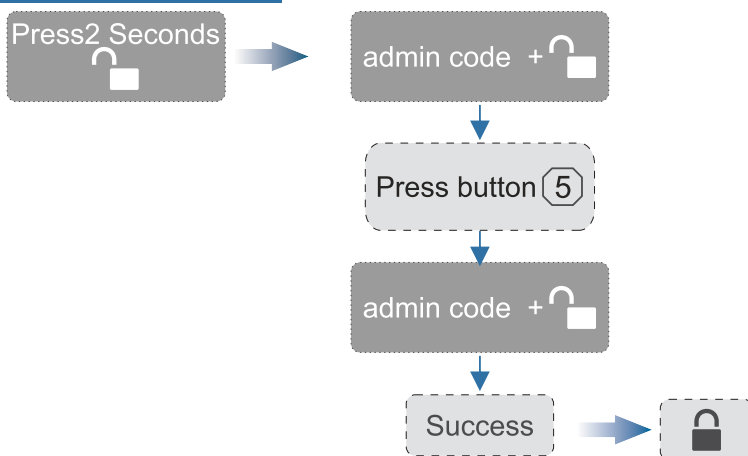 Press2 Seconds
admin code +
Press button 5
admin code +
Success